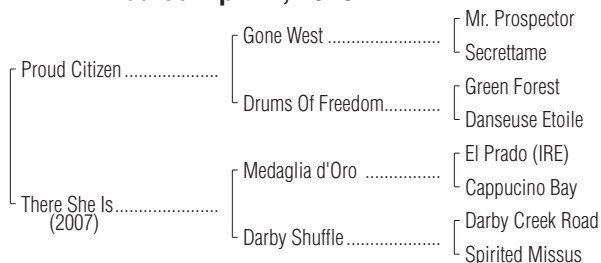 Proud Citizen ....................
Gone West .......................
Mr. Prospector
Secrettame
Drums Of Freedom............
Green Forest
Danseuse Etoile
There She Is......................
(2007)
Medaglia d'Oro ................
El Prado (IRE)
Cappucino Bay
Darby Shuffle....................
Darby Creek Road
Spirited Missus